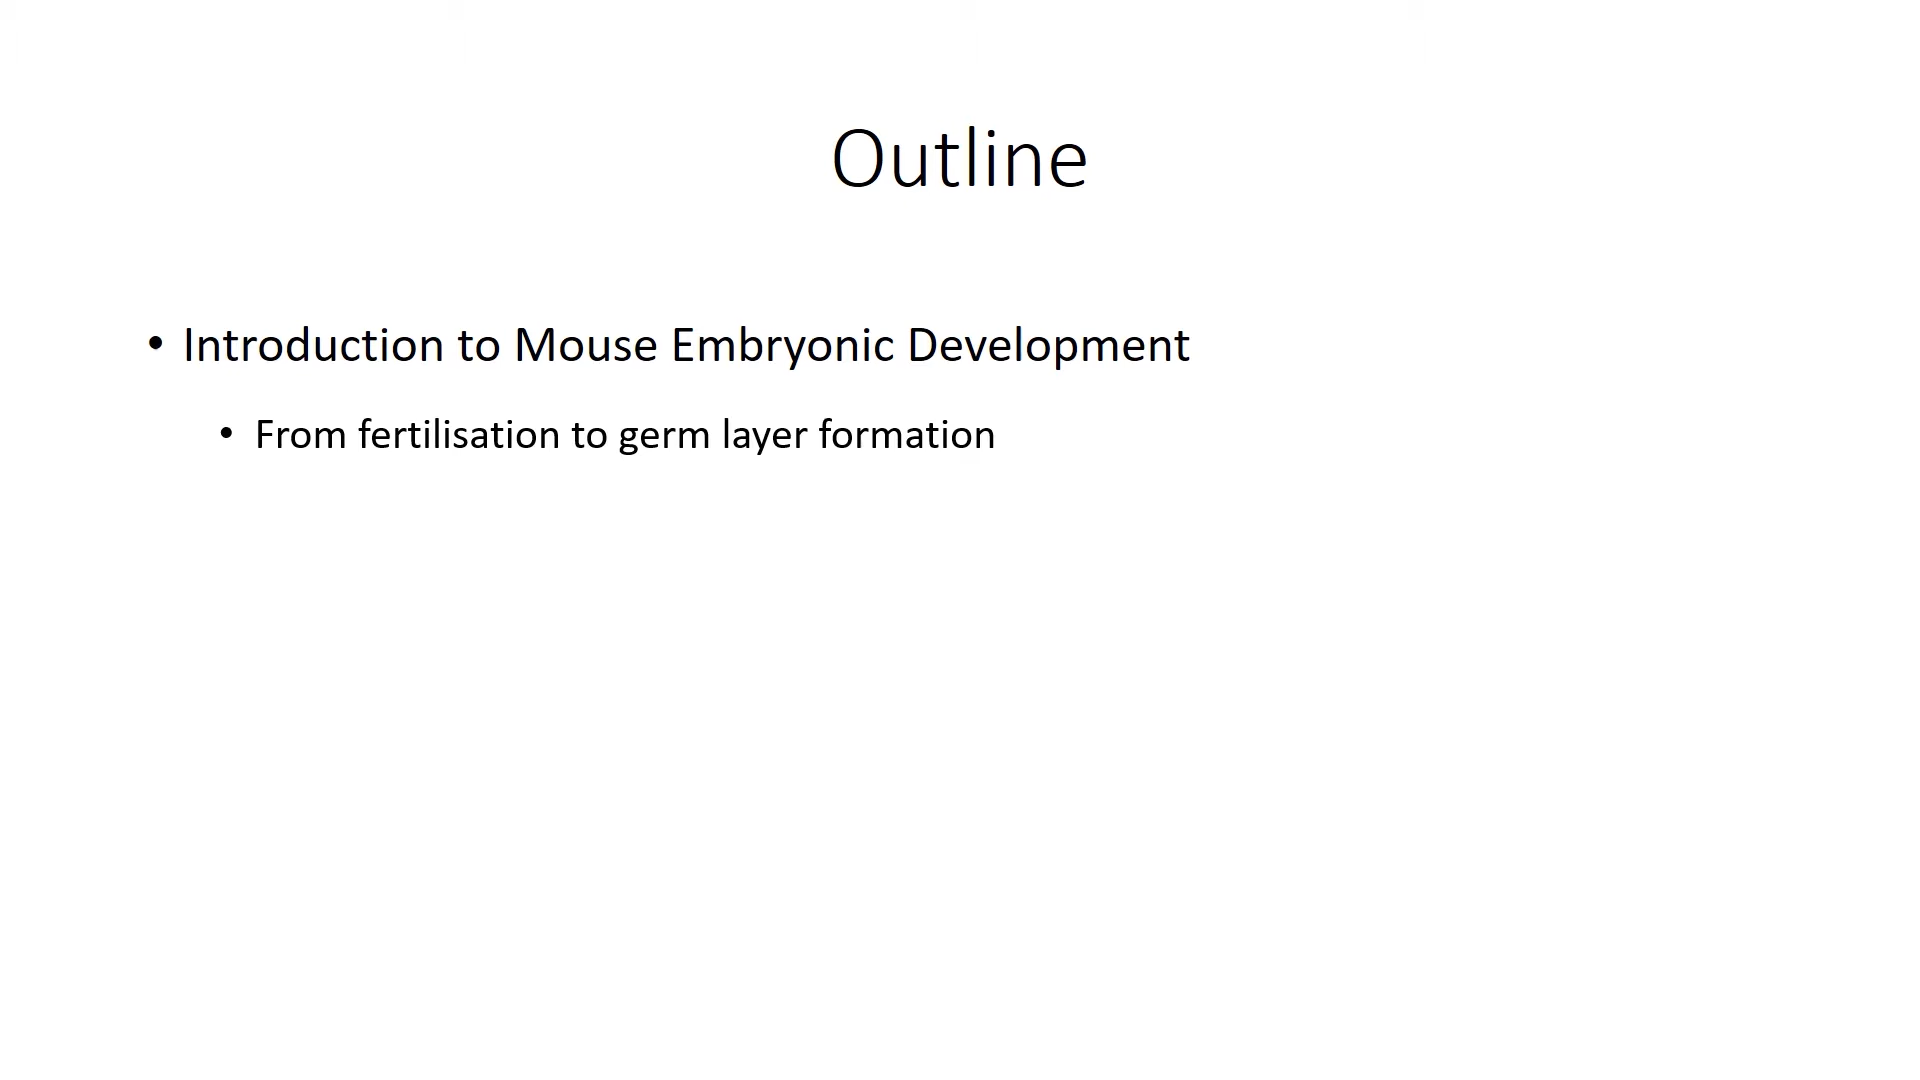 Outline
• Introduction to Mouse Embryonic Development
• From fertilisation to germ layer formation